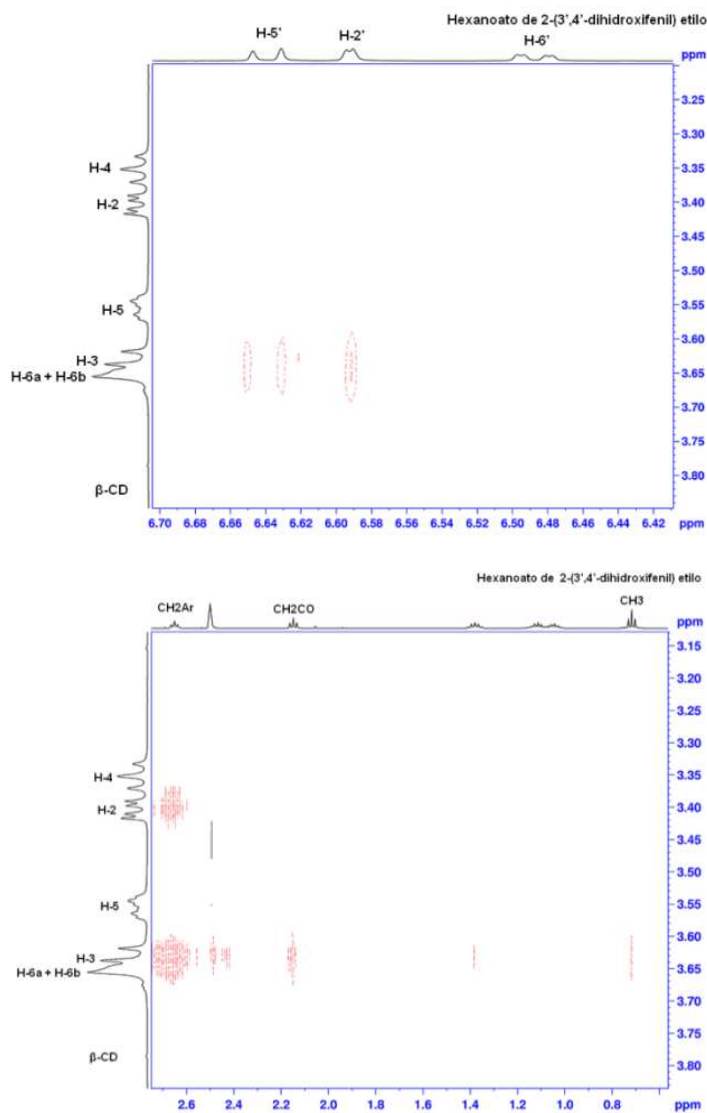 Hexanoato de 2-(3',4'-dihidroxifenil) etilo
H-5'
H-2'
H-6'
ppm
3.25
3.30
H-4
3.35
H-2
3.40
3.45
3.50
H-5
3.55
3.60
H-3
H-6a + H-6b
3.65
3.70
3.75
β-CD
3.80
6.70 6.68 6.66 6.64 6.62 6.60 6.58 6.56 6.54 6.52 6.50 6.48 6.46 6.44 6.42 ppm
Hexanoato de 2-(3',4'-dihidroxifenil) etilo
CH2Ar
CH2CO
CH3
ppm
3.15
3.20
3.25
3.30
H-4
3.35
H-2
3.40
3.45
3.50
H-5
3.55
3.60
H-3
H-6a + H-6b
3.65
3.70
3.75
β-CD
3.80
2.6 2.4 2.2 2.0 1.8 1.6 1.4 1.2 1.0 0.8 ppm